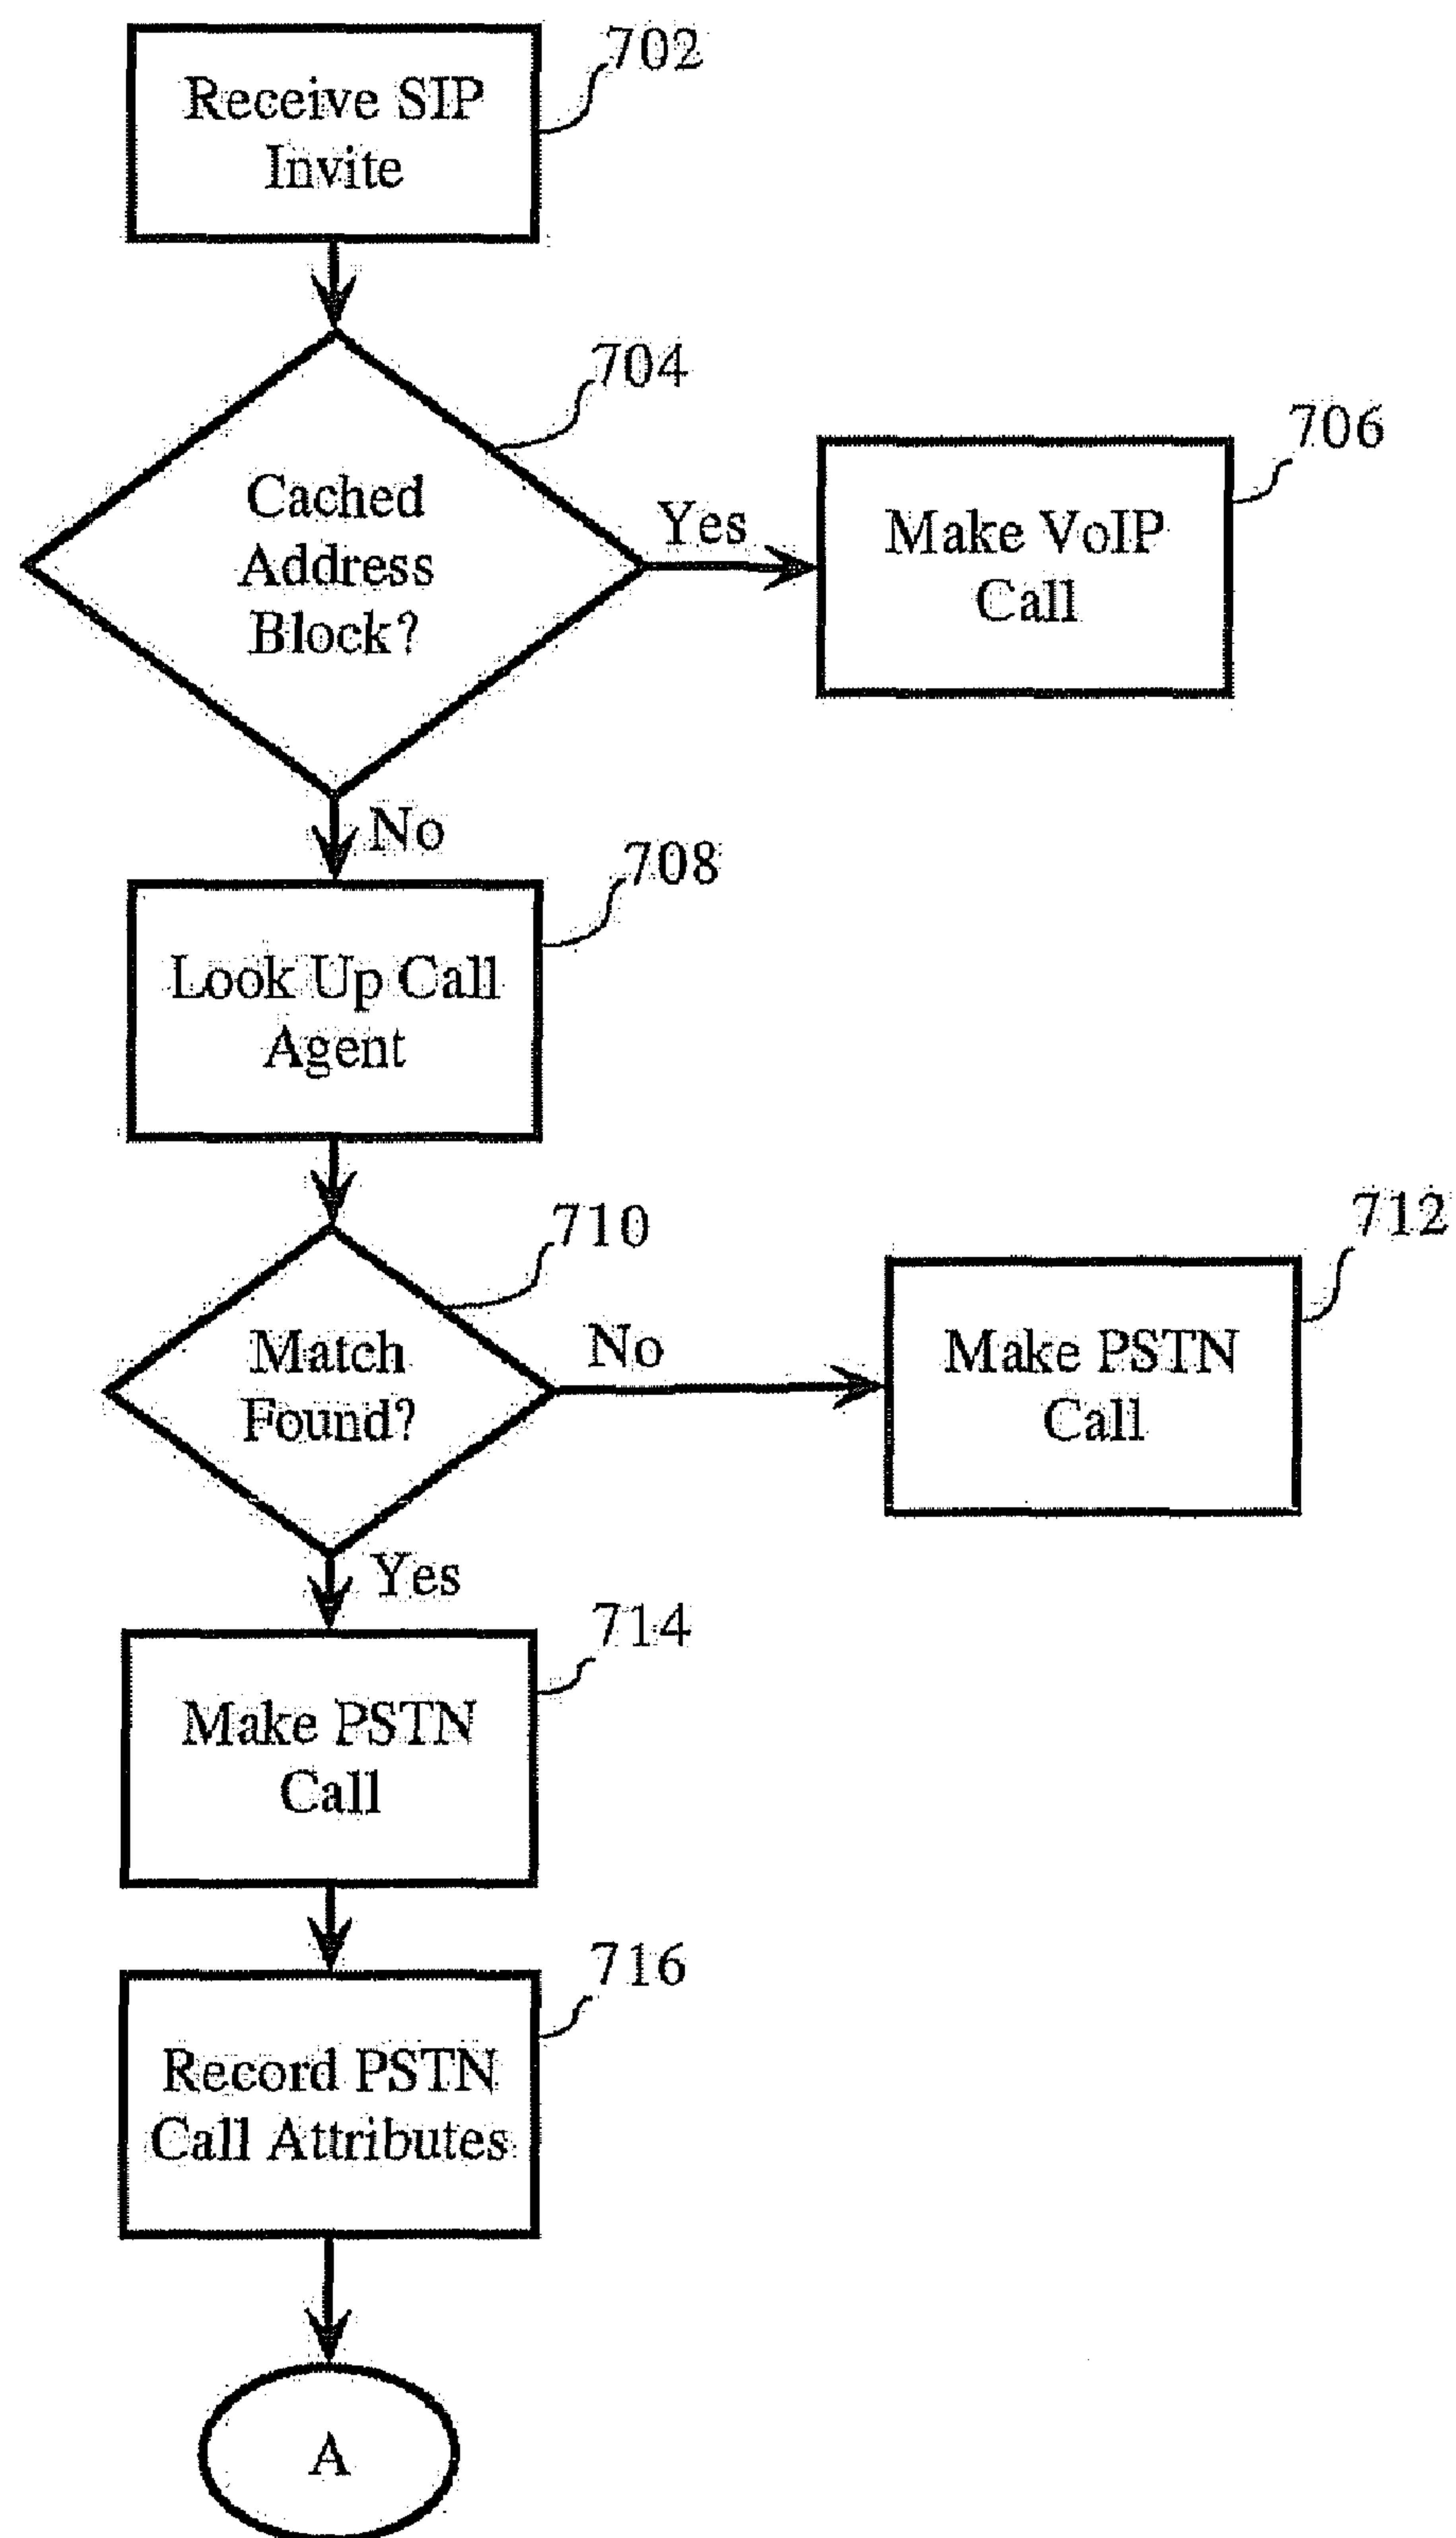 702
Receive SIP
Invite
704
Cached
Address
Block?
Yes
706
Make VoIP
Call
No
708
Look Up Call
Agent
710
Match
Found?
No
712
Make PSTN
Call
Yes
714
Make PSTN
Call
716
Record PSTN
Call Attributes
A